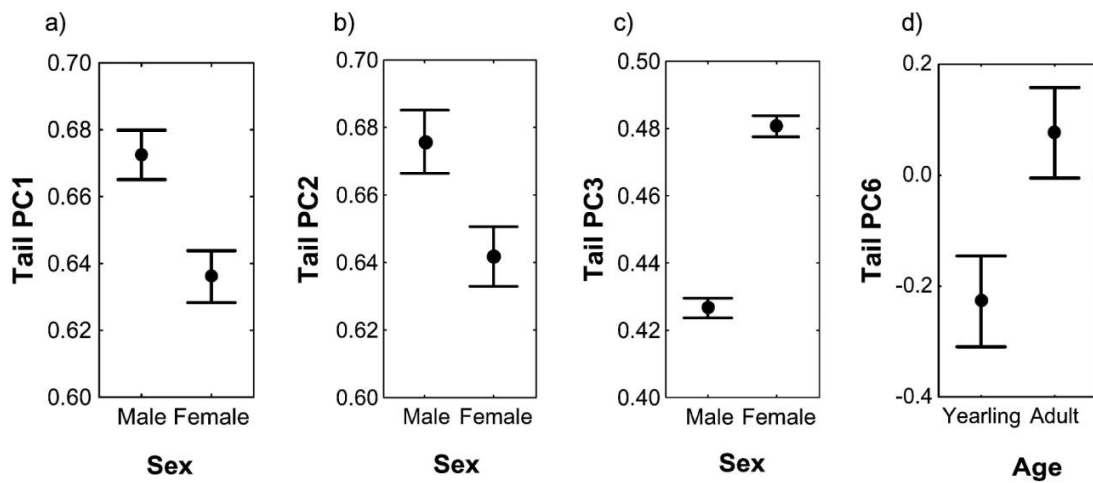 a)
Tail PC1
0.70
0.68
0.66
0.64
0.62
0.60
Male Female
Sex
b)
Tail PC2
0.70
0.68
0.66
0.64
0.62
0.60
Male Female
Sex
c)
Tail PC3
0.50
0.48
0.46
0.44
0.42
0.40
Male Female
Sex
d)
Tail PC6
0.2
0.0
-0.2
-0.4
Yearling Adult
Age